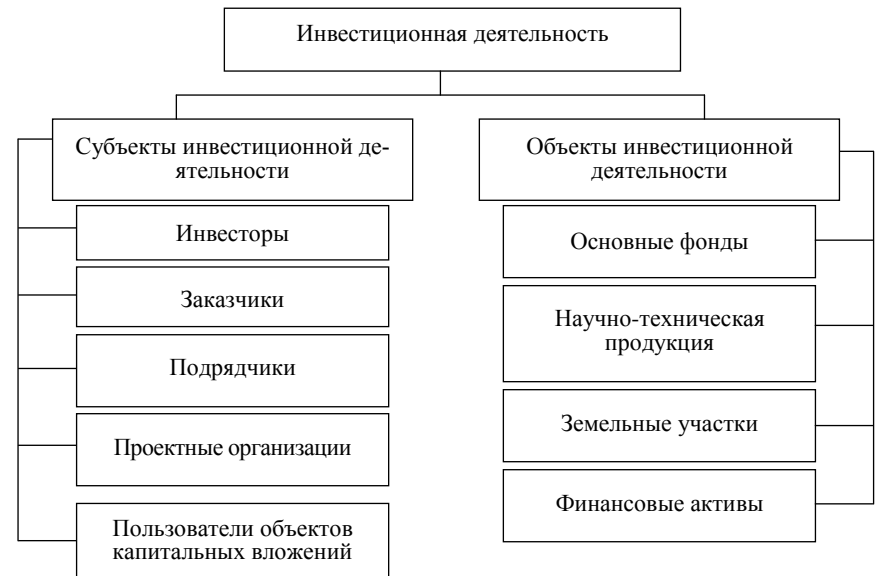 Инвестиционная деятельность
Субъекты инвестиционной де-
ятельности
Инвесторы
Заказчики
Подрядчики
Проектные организации
Пользователи объектов
капитальных вложений
Объекты инвестиционной
деятельности
Основные фонды
Научно-техническая
продукция
Земельные участки
Финансовые активы